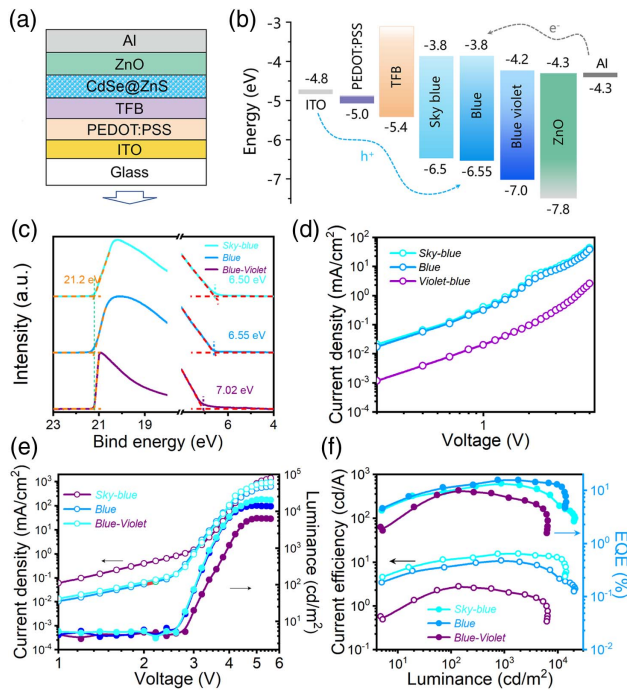 (a)
Al
ZnO
CdSe@ZnS
TFB
PEDOT:PSS
ITO
Glass
(b)
Energy (eV)
-3
-4
-5
-6
-7
-4.8
ITO
PEDOT:PSS
-5.0
TFB
-5.4
-3.8
Sky blue
-6.5
-3.8
Blue
-6.55
-4.2
Blue violet
-7.0
-4.3
ZnO
-7.8
Al
-4.3
e⁻
h⁺
(c)
Intensity (a.u.)
Sky-blue
Blue
Blue-Violet
21.2 eV
6.50 eV
6.55 eV
7.02 eV
23 21 19 8 6 4
Bind energy (eV)
(d)
Current density (mA/cm²)
10² 
10¹
10⁰
10⁻¹
10⁻²
10⁻³
10⁻⁴
Sky-blue
Blue
Violet-blue
1
Voltage (V)
(e)
Current density (mA/cm²)
10³
10²
10¹
10⁰
10⁻¹
10⁻²
10⁻³
10⁻⁴
Sky-blue
Blue
Blue-Violet
10⁵
10⁴
10³
10²
10¹
Luminance (cd/m²)
1 2 3 4 5 6
Voltage (V)
(f)
Current efficiency (cd/A)
10³
10²
10¹
10⁰
10⁻¹
Sky-blue
Blue
Blue-Violet
10¹
10⁰
10⁻¹
10⁻²
EQE (%)
10¹ 10² 10³ 10⁴
Luminance (cd/m²)